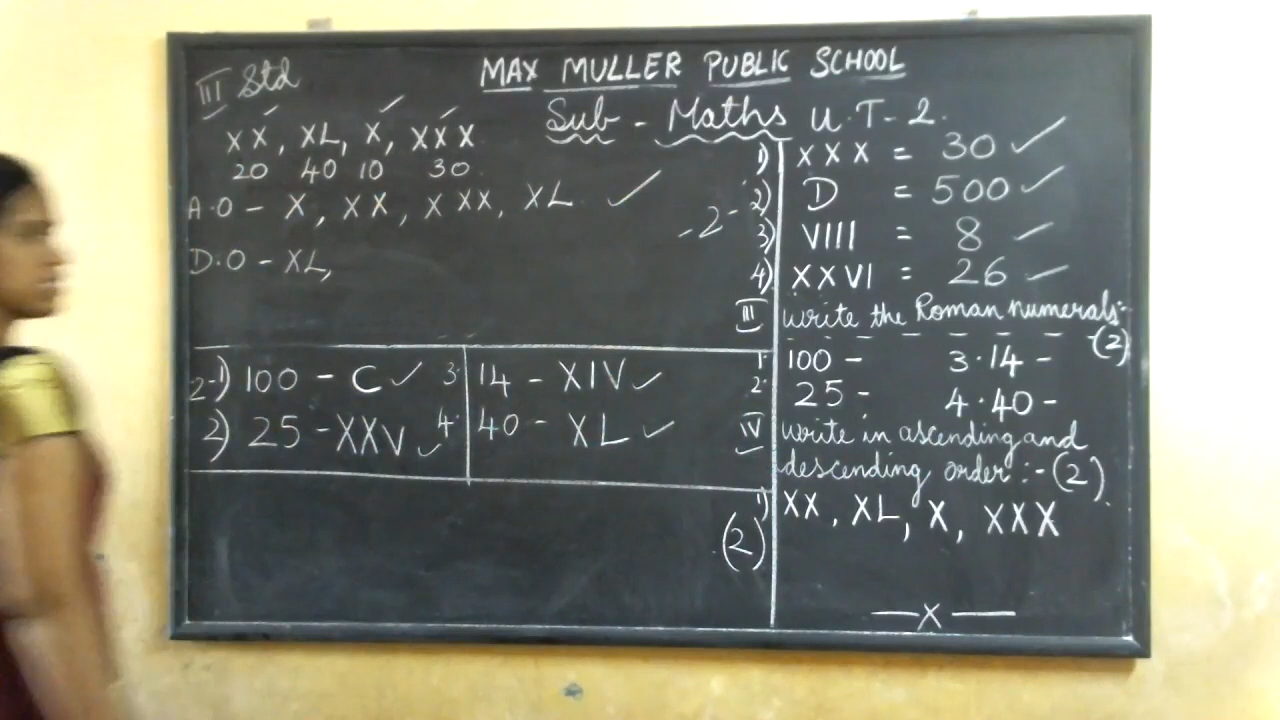 MAX MULLER PUBLIC SCHOOL
III Std
Sub - Maths U.T-2.
XX, XL, X, XXX
20 40 10 30
A.O - X, XX, XXX, XL
D.O - XL,
2-1) 100 - C 3. 14 - XIV
2) 25 - XXV 4. 40 - XL
1) XXX = 30
2) D = 500
-2-
3) VIII = 8
4) XXVI = 26
III write the Roman numerals:-
(2)
1. 100 - 3. 14 -
2. 25 - 4. 40 -
IV write in ascending and
descending order :- (2)
1) XX, XL, X, XXX
(2)
—X—